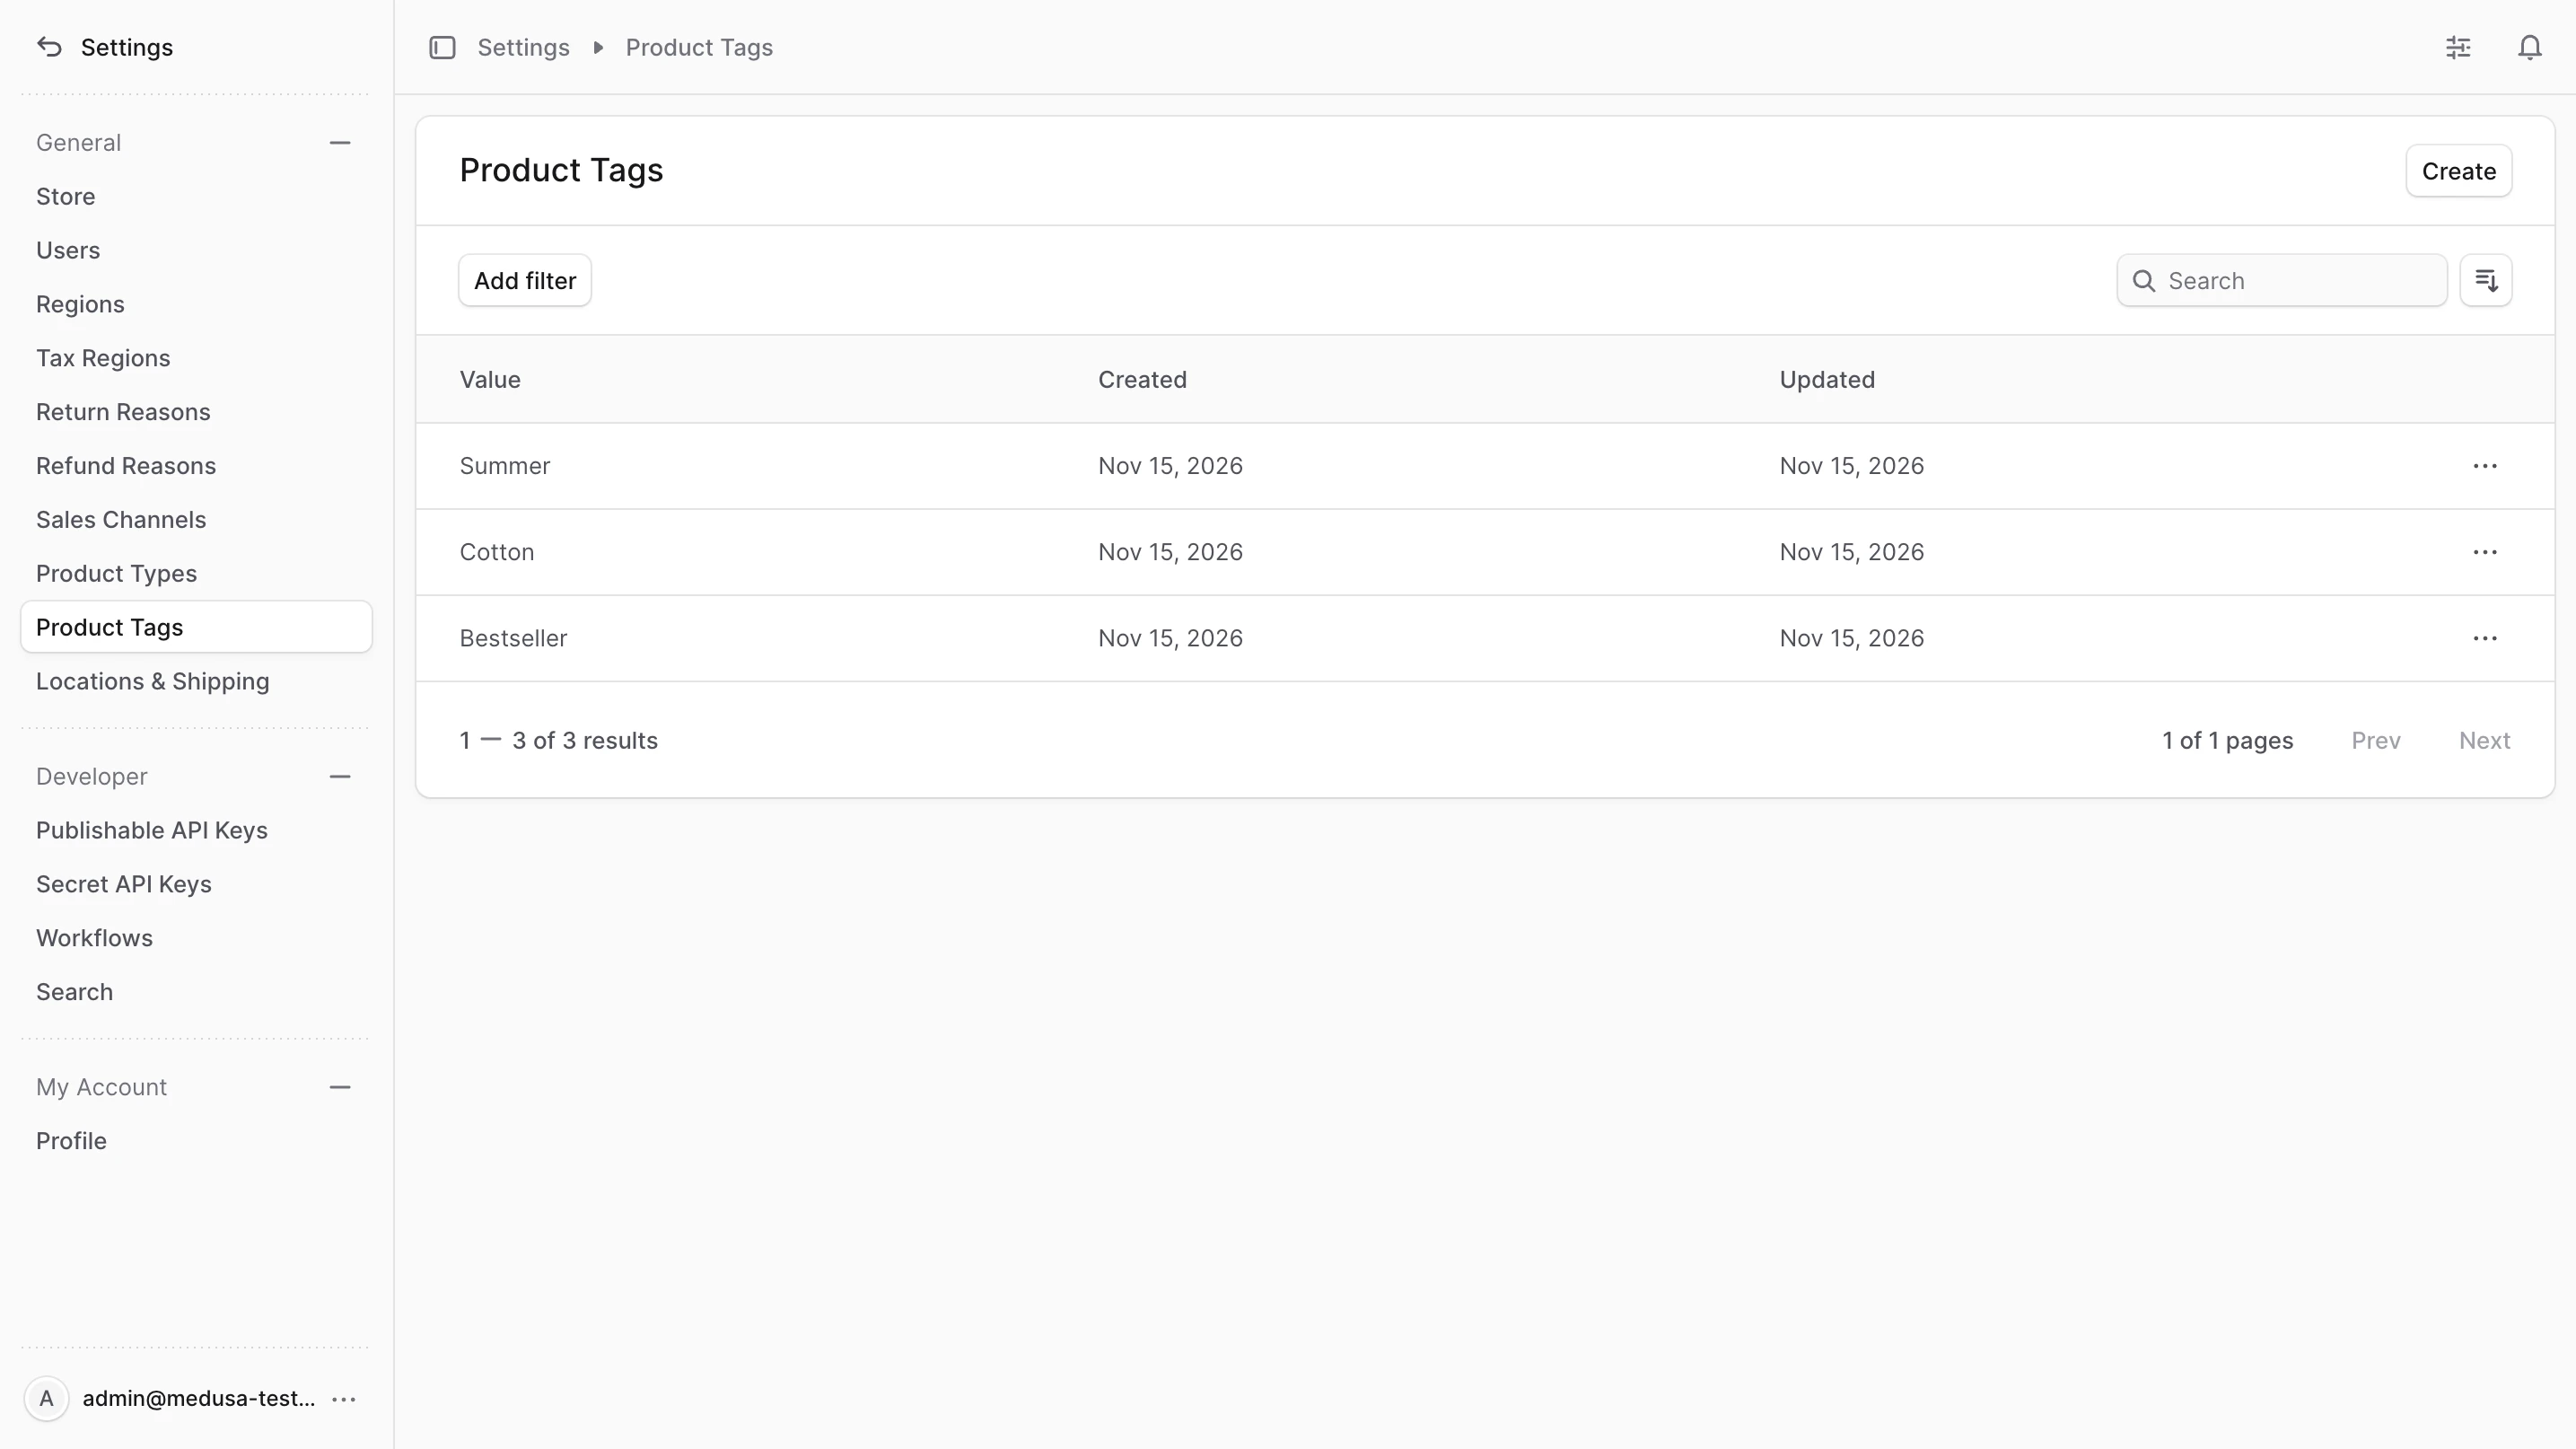 Settings
General
Store
Users
Regions
Tax Regions
Return Reasons
Refund Reasons
Sales Channels
Product Types
Product Tags
Locations & Shipping
Developer
Publishable API Keys
Secret API Keys
Workflows
Search
My Account
Profile
A admin@medusa-test...
Settings Product Tags
Product Tags Create
Add filter Search
Value Created Updated
Summer Nov 15, 2026 Nov 15, 2026
Cotton Nov 15, 2026 Nov 15, 2026
Bestseller Nov 15, 2026 Nov 15, 2026
1 — 3 of 3 results 1 of 1 pages Prev Next